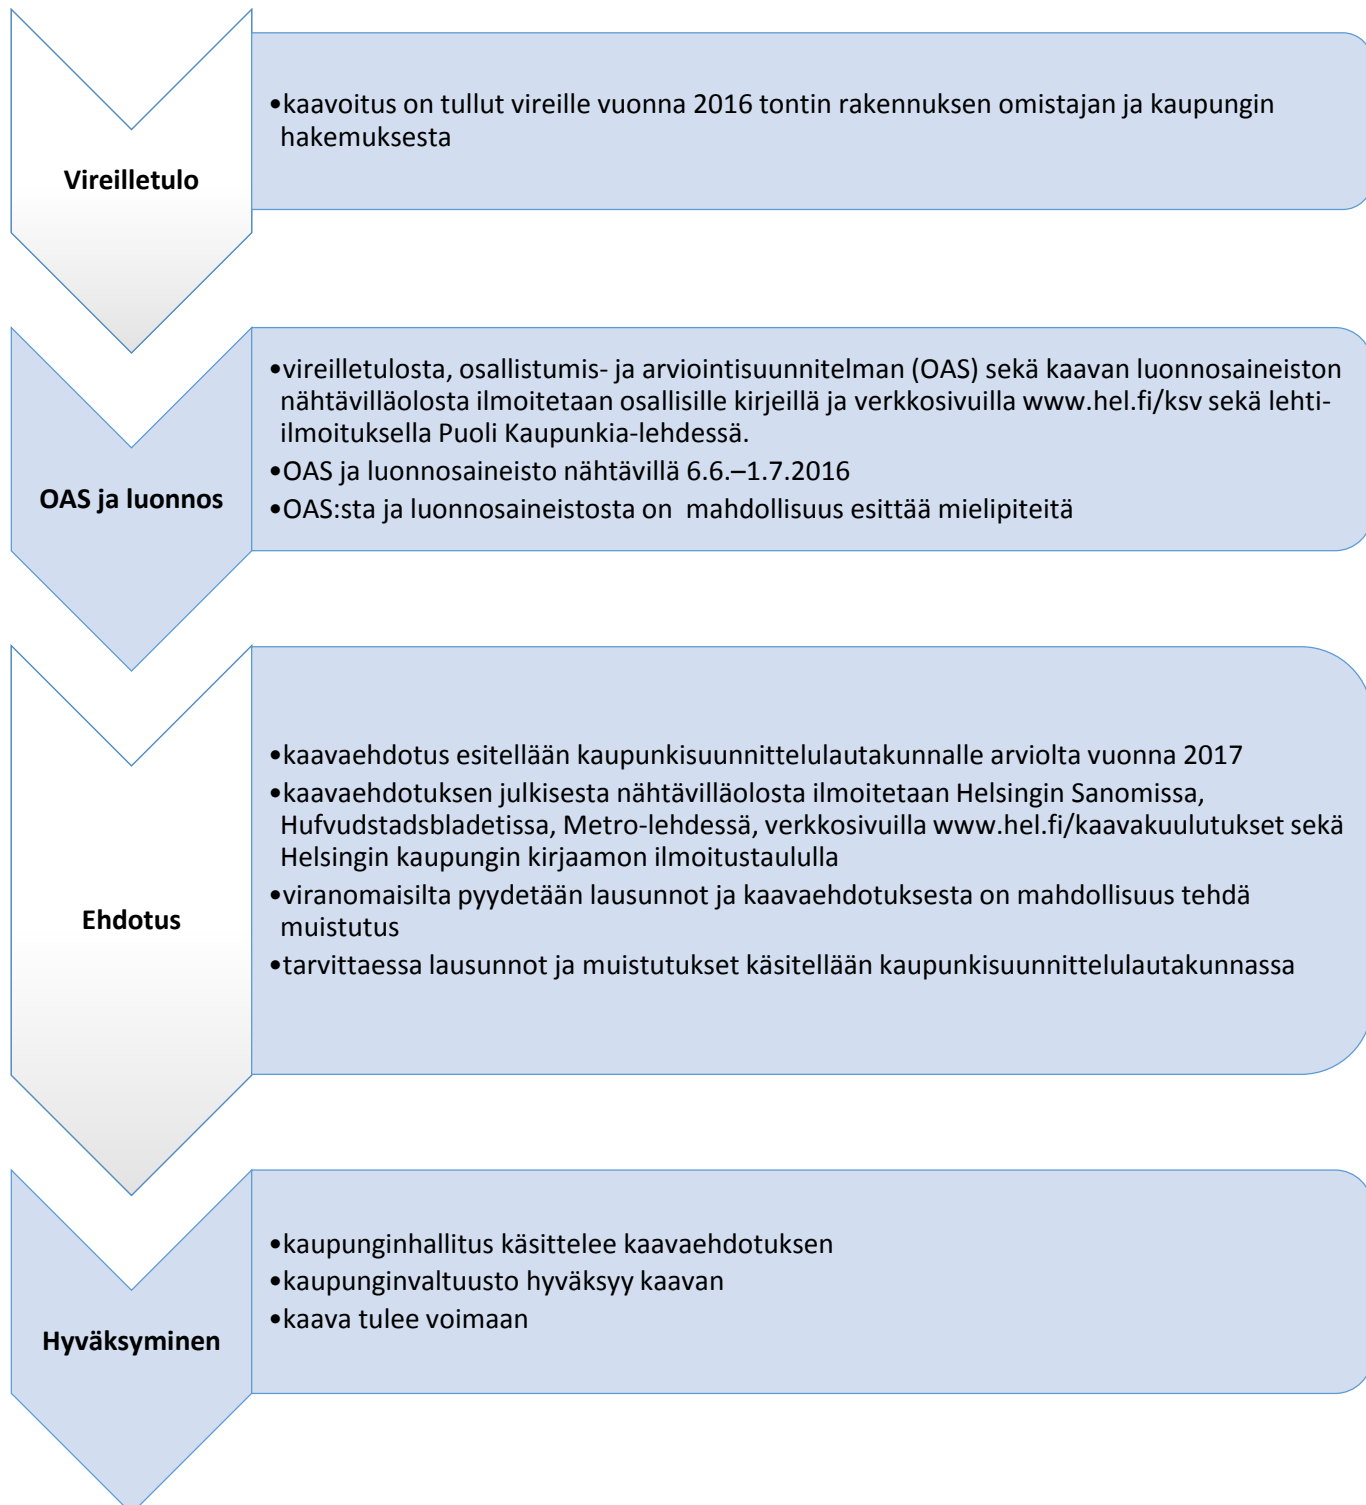 •kaavoitus on tullut vireille vuonna 2016 tontin rakennuksen omistajan ja kaupungin
hakemuksesta
Vireilletulo
•vireilletulosta, osallistumis- ja arviointisuunnitelman (OAS) sekä kaavan luonnosaineiston
nähtävilläolosta ilmoitetaan osallisille kirjeillä ja verkkosivuilla www.hel.fi/ksv sekä lehti-
ilmoituksella Puoli Kaupunkia-lehdessä.
•OAS ja luonnosaineisto nähtävillä 6.6.–1.7.2016
•OAS:sta ja luonnosaineistosta on  mahdollisuus esittää mielipiteitä
OAS ja luonnos
•kaavaehdotus esitellään kaupunkisuunnittelulautakunnalle arviolta vuonna 2017
•kaavaehdotuksen julkisesta nähtävilläolosta ilmoitetaan Helsingin Sanomissa,
Hufvudstadsbladetissa, Metro-lehdessä, verkkosivuilla www.hel.fi/kaavakuulutukset sekä
Helsingin kaupungin kirjaamon ilmoitustaululla
•viranomaisilta pyydetään lausunnot ja kaavaehdotuksesta on mahdollisuus tehdä
muistutus
•tarvittaessa lausunnot ja muistutukset käsitellään kaupunkisuunnittelulautakunnassa
Ehdotus
•kaupunginhallitus käsittelee kaavaehdotuksen
•kaupunginvaltuusto hyväksyy kaavan
•kaava tulee voimaan
Hyväksyminen